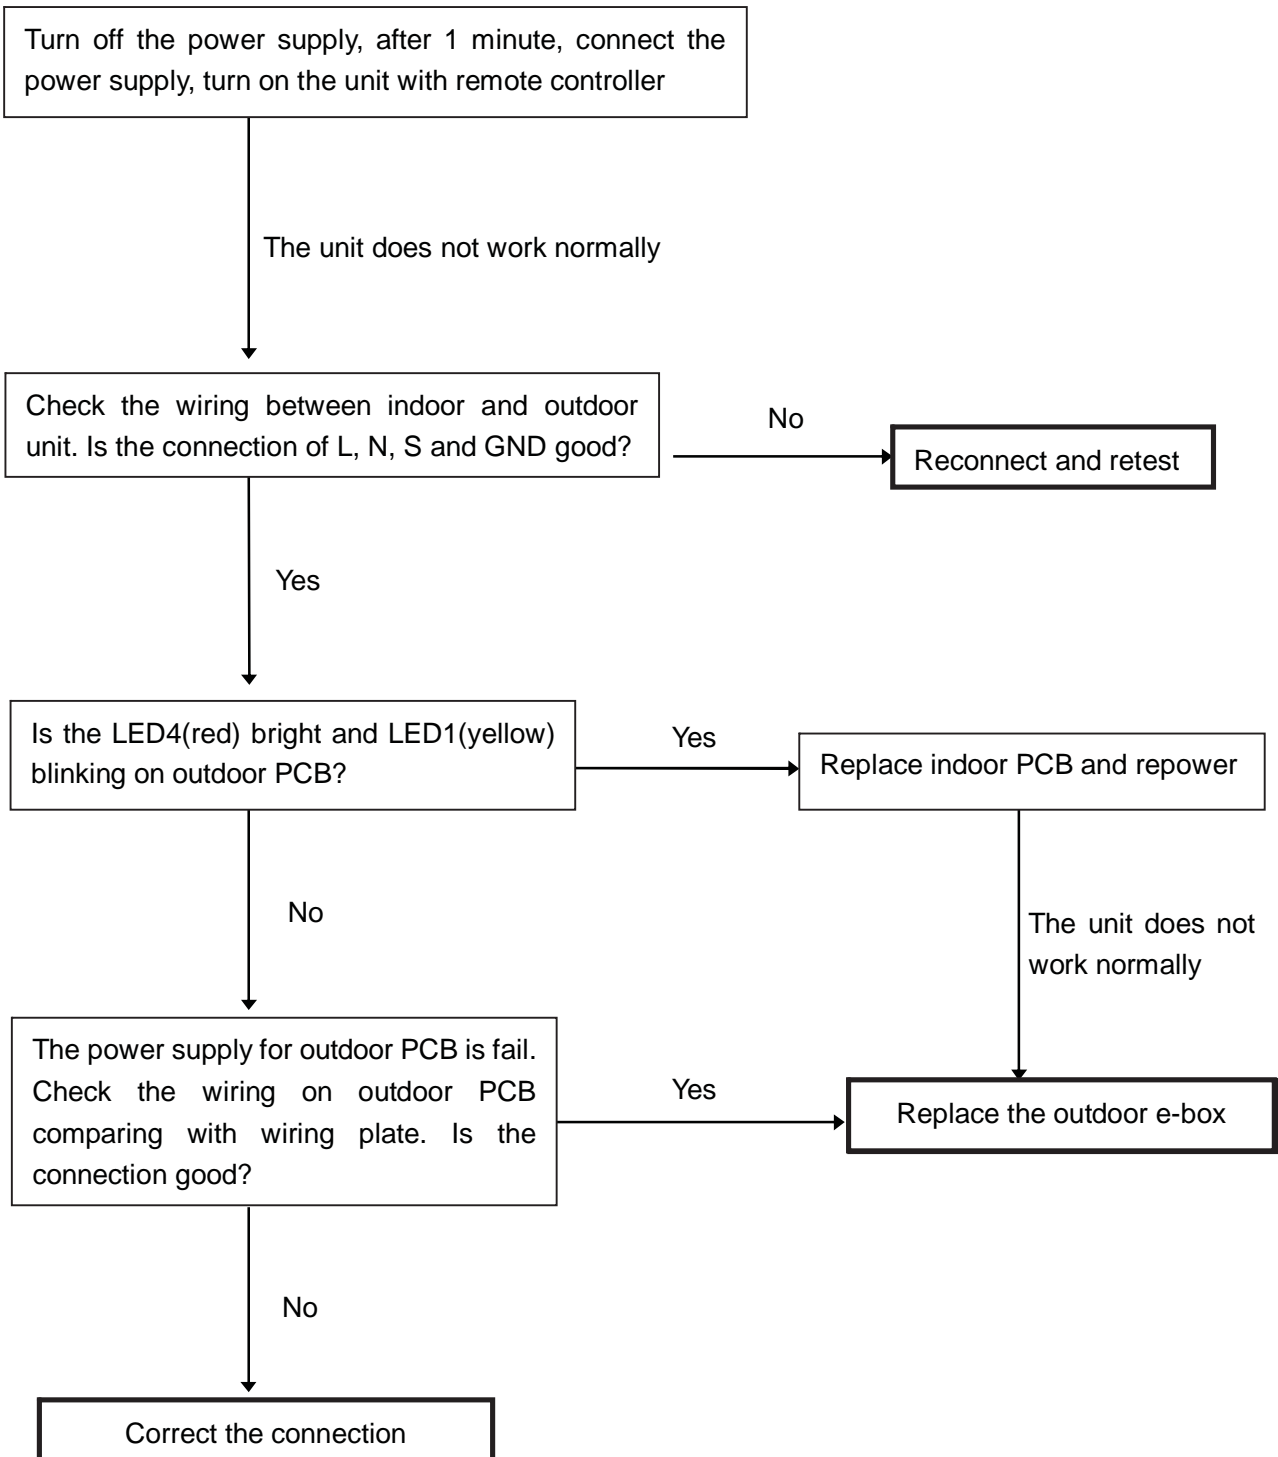 Turn off the power supply, after 1 minute, connect the
power supply, turn on the unit with remote controller
The unit does not work normally
Check the wiring between indoor and outdoor
unit. Is the connection of L, N, S and GND good?
No
Reconnect and retest
Yes
Is the LED4(red) bright and LED1(yellow)
blinking on outdoor PCB?
Yes
Replace indoor PCB and repower
No
The unit does not
work normally
The power supply for outdoor PCB is fail.
Check the wiring on outdoor PCB
comparing with wiring plate. Is the
connection good?
Yes
Replace the outdoor e-box
No
Correct the connection